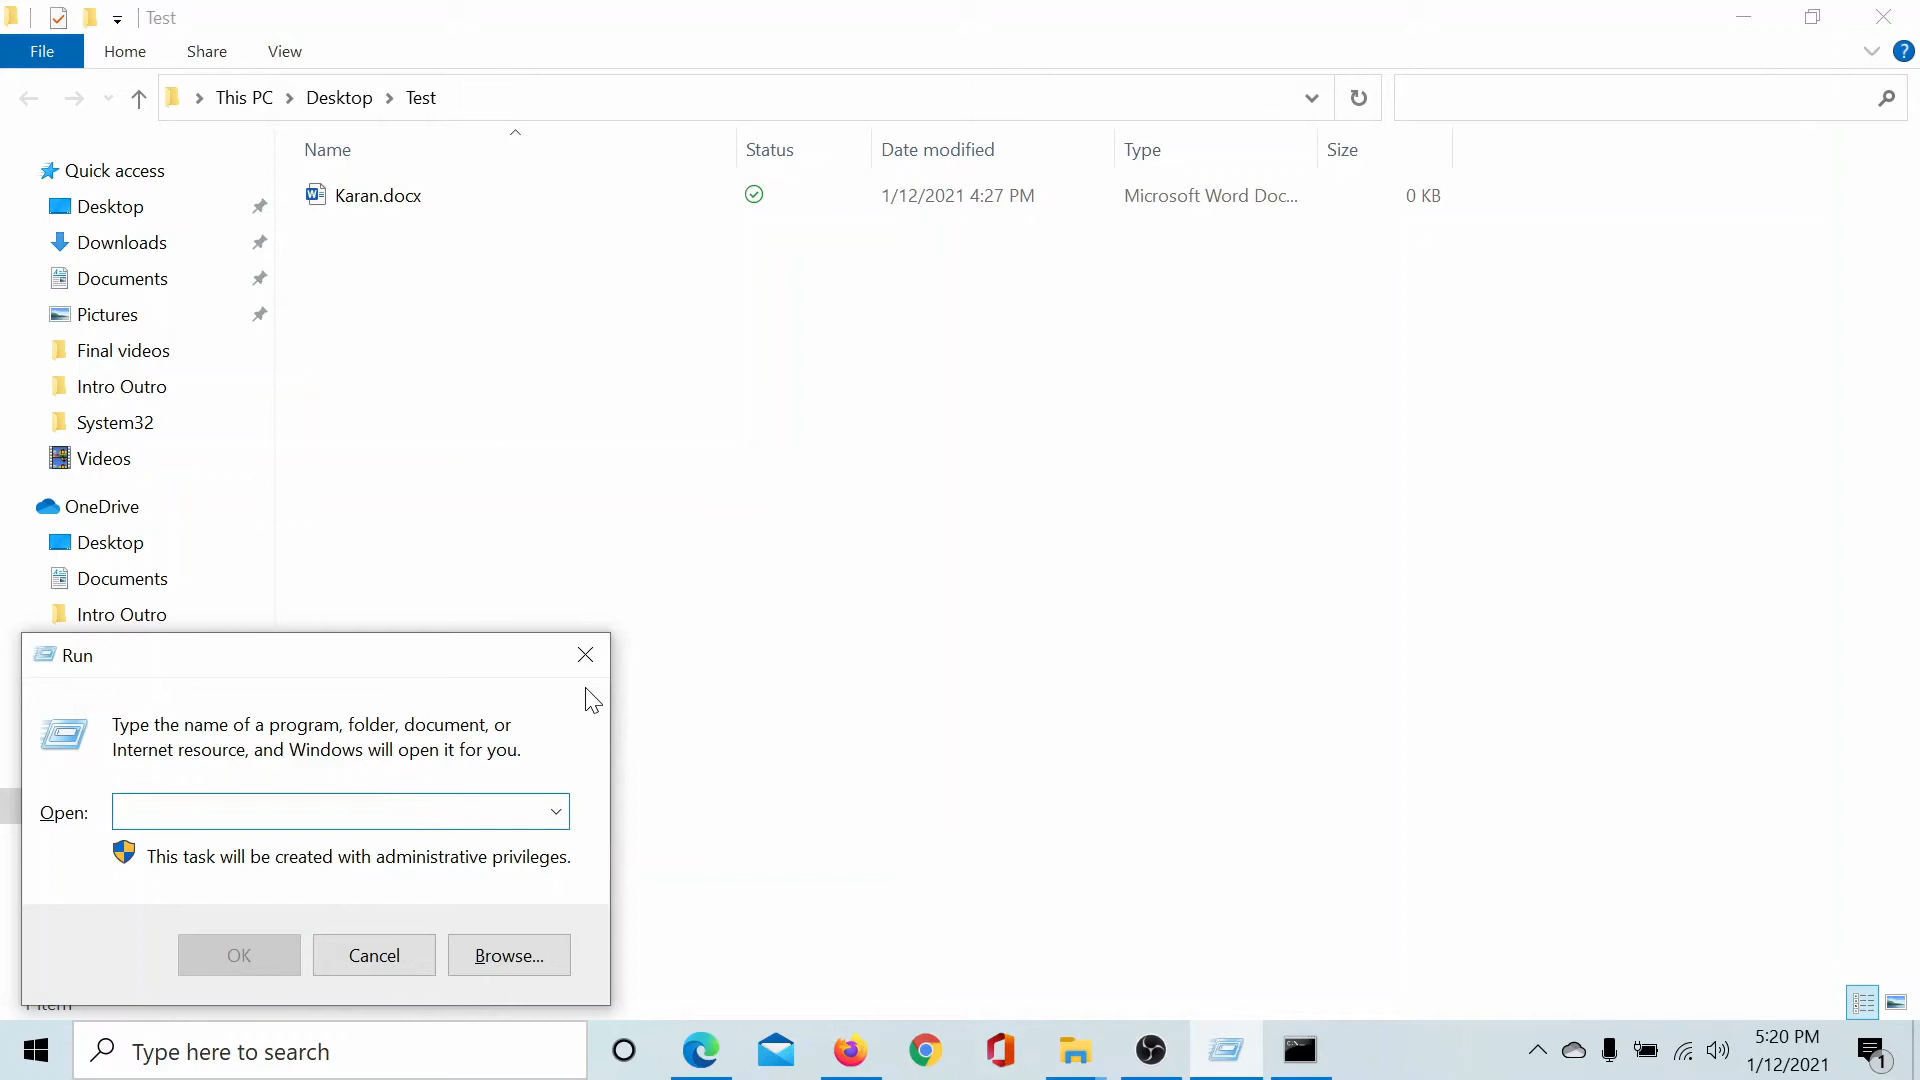 Test
File Home Share View
This PC Desktop Test
Name Status Date modified Type Size
Karan.docx 1/12/2021 4:27 PM Microsoft Word Doc... 0 KB
Quick access
Desktop
Downloads
Documents
Pictures
Final videos
Intro Outro
System32
Videos
OneDrive
Desktop
Documents
Intro Outro
Run
Type the name of a program, folder, document, or
Internet resource, and Windows will open it for you.
Open:
This task will be created with administrative privileges.
OK Cancel Browse...
Type here to search
5:20 PM
1/12/2021
1